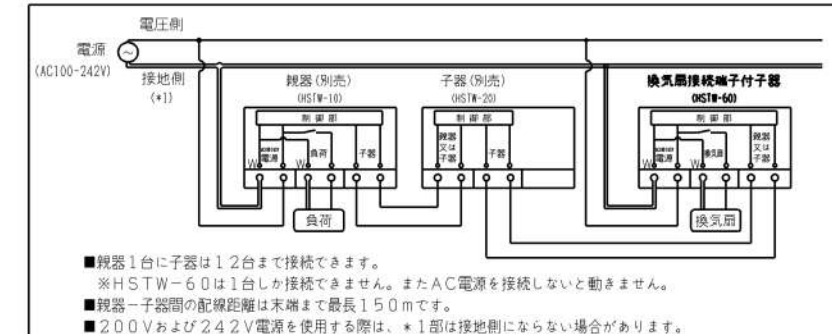 電圧側
電源
(AC100-242V)
接地側
(*1)
親器(別売)
(HSTW-10)
子器(別売)
(HSTW-20)
換気扇接続端子付子器
(HSTW-60)
制御部
制御部
制御部
電源
負荷
子器
親器
又は
子器
子器
電源
換気扇
親器
又は
子器
W
W
W
W
負荷
換気扇
■親器1台に子器は12台まで接続できます。
※HSTW-60は1台しか接続できません。またAC電源を接続しないと動きません。
■親器-子器間の配線距離は末端まで最長150mです。
■200Vおよび242V電源を使用する際は、*1部は接地側にならない場合があります。